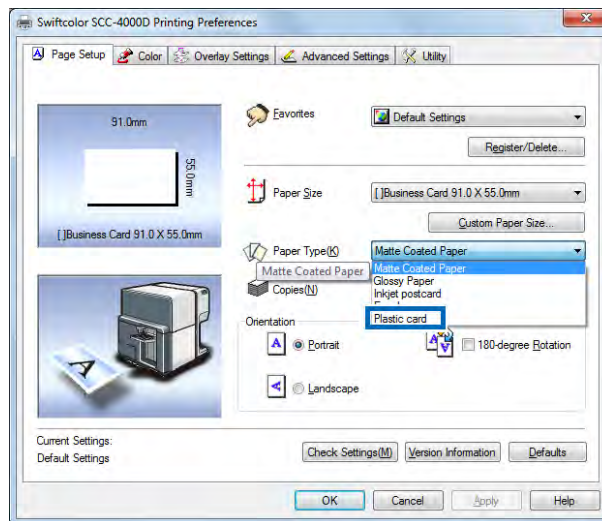 Swiftcolor SCC-4000D Printing Preferences
Page Setup Color Overlay Settings Advanced Settings Utility
91.0mm
55.0mm
[ ]Business Card 91.0 X 55.0mm
Favorites
Default Settings
Register/Delete...
Paper Size
[ ]Business Card 91.0 X 55.0mm
Custom Paper Size...
Paper Type(K)
Matte Coated Paper
Matte Coated Paper
Matte Coated Paper
Glossy Paper
Inkjet postcard
Plastic card
Copies(N)
Orientation
A Portrait
180-degree Rotation
A Landscape
Current Settings:
Default Settings
Check Settings(M) Version Information Defaults
OK Cancel Apply Help